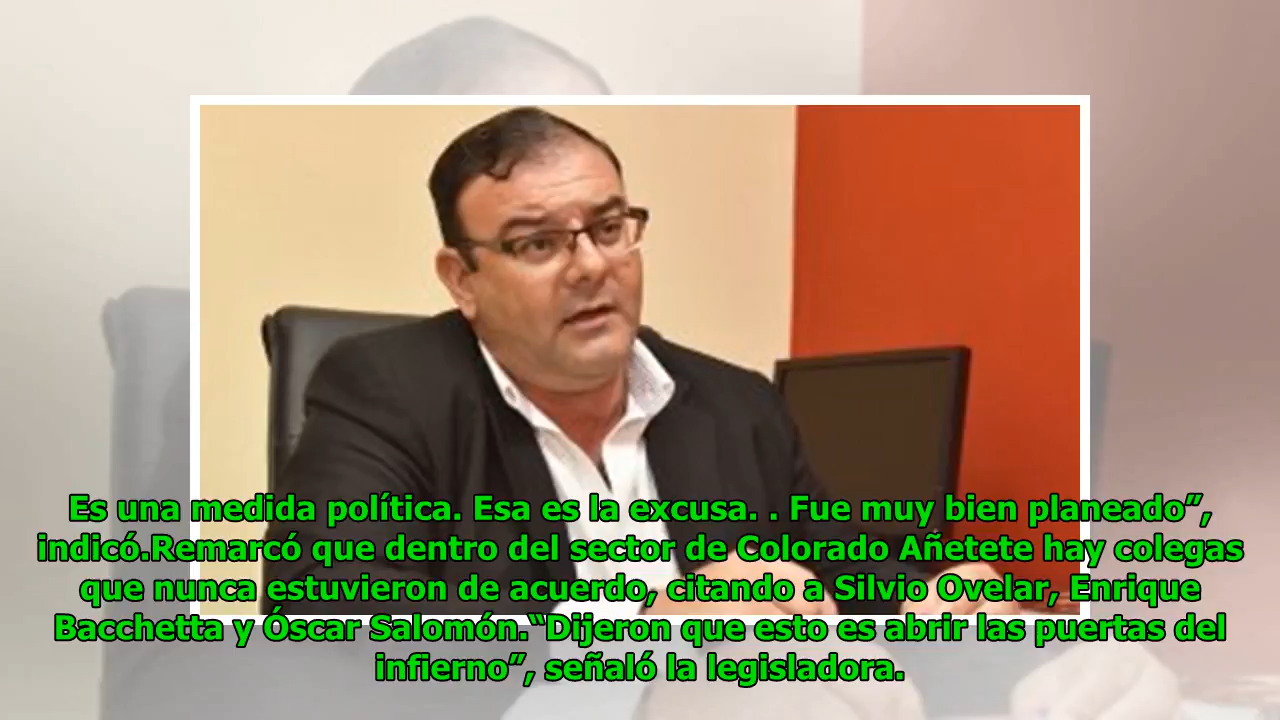 Es una medida política. Esa es la excusa. . Fue muy bien planeado”,
indicó.Remarcó que dentro del sector de Colorado Añetete hay colegas
que nunca estuvieron de acuerdo, citando a Silvio Ovelar, Enrique
Bacchetta y Óscar Salomón.“Dijeron que esto es abrir las puertas del
infierno”, señaló la legisladora.